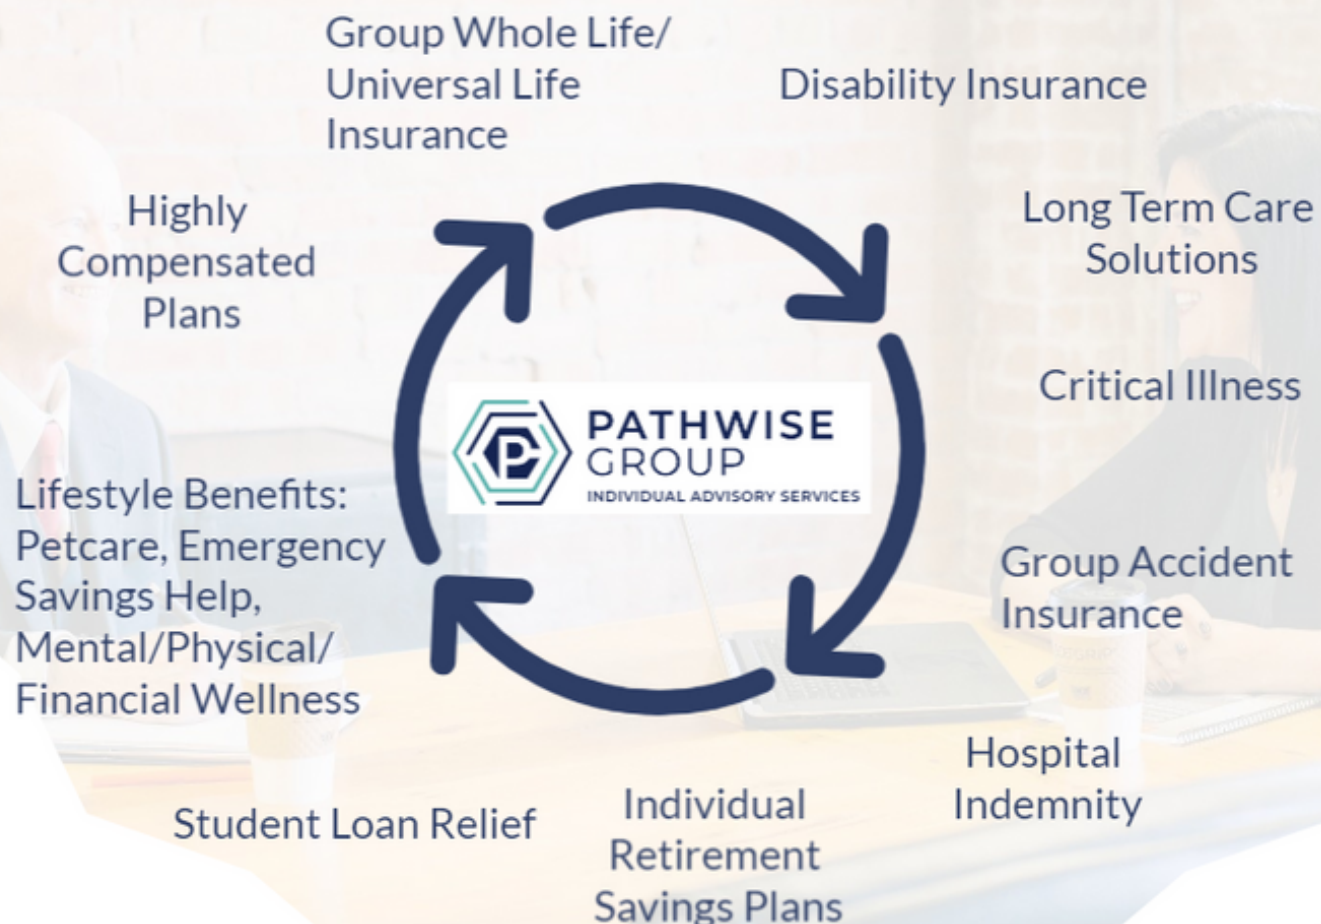 Group Whole Life/
Universal Life
Insurance
Disability Insurance
Long Term Care
Solutions
Critical Illness
Group Accident
Insurance
Hospital
Indemnity
Individual
Retirement
Savings Plans
Student Loan Relief
Lifestyle Benefits:
Petcare, Emergency
Savings Help,
Mental/Physical/
Financial Wellness
Highly
Compensated
Plans
PATHWISE
GROUP
INDIVIDUAL ADVISORY SERVICES